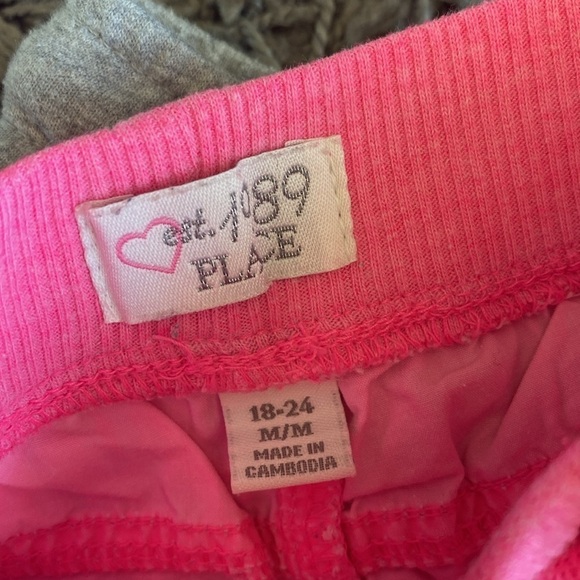 est. 1989
PLACE
18-24
M/M
MADE IN
CAMBODIA